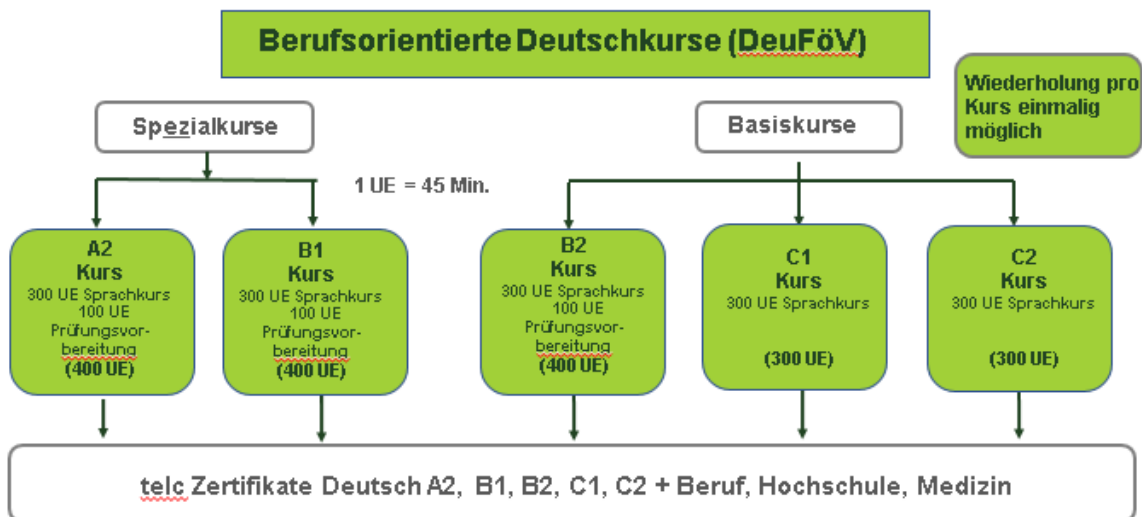 Berufsorientierte Deutschkurse (DeuFöV)
Wiederholung pro
Kurs einmalig
möglich
Spezialkurse
Basiskurse
1 UE = 45 Min.
A2
Kurs
300 UE Sprachkurs
100 UE
Prüfungsvor-
bereitung
(400 UE)
B1
Kurs
300 UE Sprachkurs
100 UE
Prüfungsvor-
bereitung
(400 UE)
B2
Kurs
300 UE Sprachkurs
100 UE
Prüfungsvor-
bereitung
(400 UE)
C1
Kurs
300 UE Sprachkurs
(300 UE)
C2
Kurs
300 UE Sprachkurs
(300 UE)
telc Zertifikate Deutsch A2, B1, B2, C1, C2 + Beruf, Hochschule, Medizin